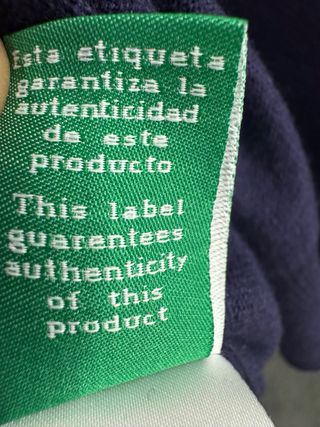 Esta etiqueta
garantiza la
autenticidad
de este
producto
This label
guarentees
authenticity
of this
product